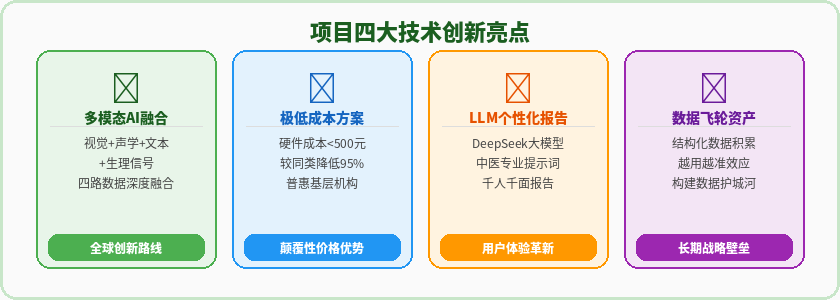 项目四大技术创新亮点
多模态AI融合
视觉+声学+文本
+生理信号
四路数据深度融合
全球创新路线
极低成本方案
硬件成本<500元
较同类降低95%
普惠基层机构
颠覆性价格优势
LLM个性化报告
DeepSeek大模型
中医专业提示词
千人千面报告
用户体验革新
数据飞轮资产
结构化数据积累
越用越准效应
构建数据护城河
长期战略壁垒